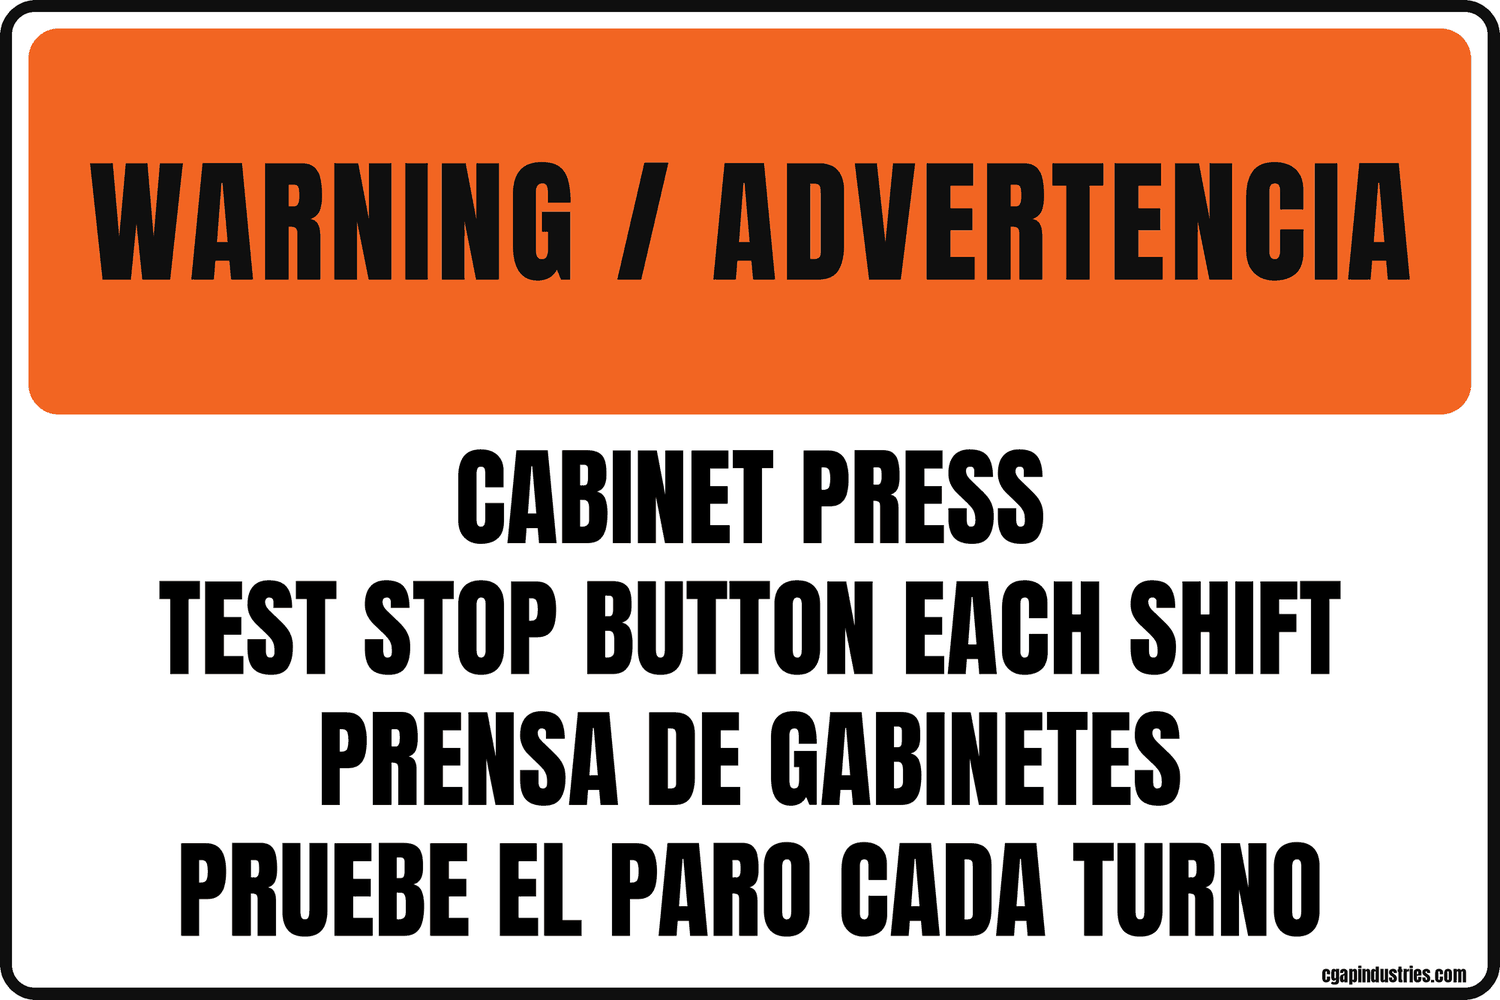 WARNING / ADVERTENCIA
CABINET PRESS
TEST STOP BUTTON EACH SHIFT
PRENSA DE GABINETES
PRUEBE EL PARO CADA TURNO
cgapindustries.com